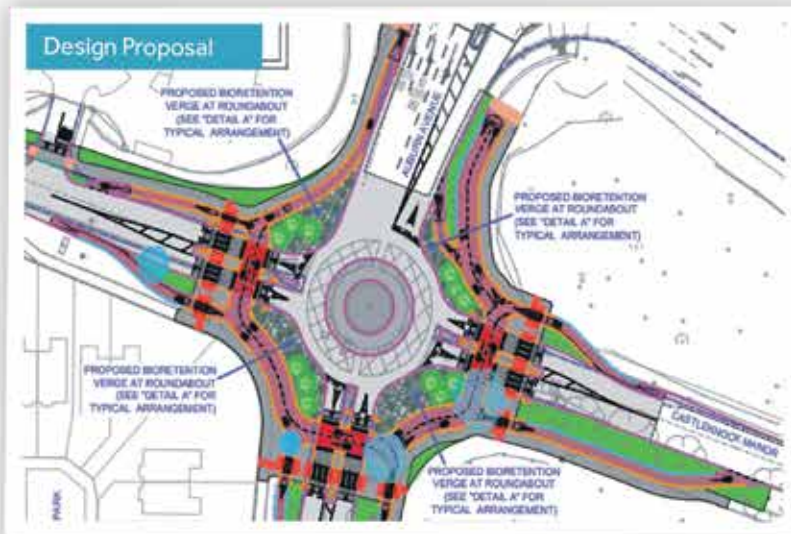 Design Proposal
PROPOSED BIORETENTION
VERGE AT ROUNDABOUT
(SEE "DETAIL A" FOR
TYPICAL ARRANGEMENT)
AUBURN AVENUE
PROPOSED BIORETENTION
VERGE AT ROUNDABOUT
(SEE "DETAIL A" FOR
TYPICAL ARRANGEMENT)
PROPOSED BIORETENTION
VERGE AT ROUNDABOUT
(SEE "DETAIL A" FOR
TYPICAL ARRANGEMENT)
CASTLEKNOCK MANOR
PROPOSED BIORETENTION
VERGE AT ROUNDABOUT
(SEE "DETAIL A" FOR
TYPICAL ARRANGEMENT)
PARK